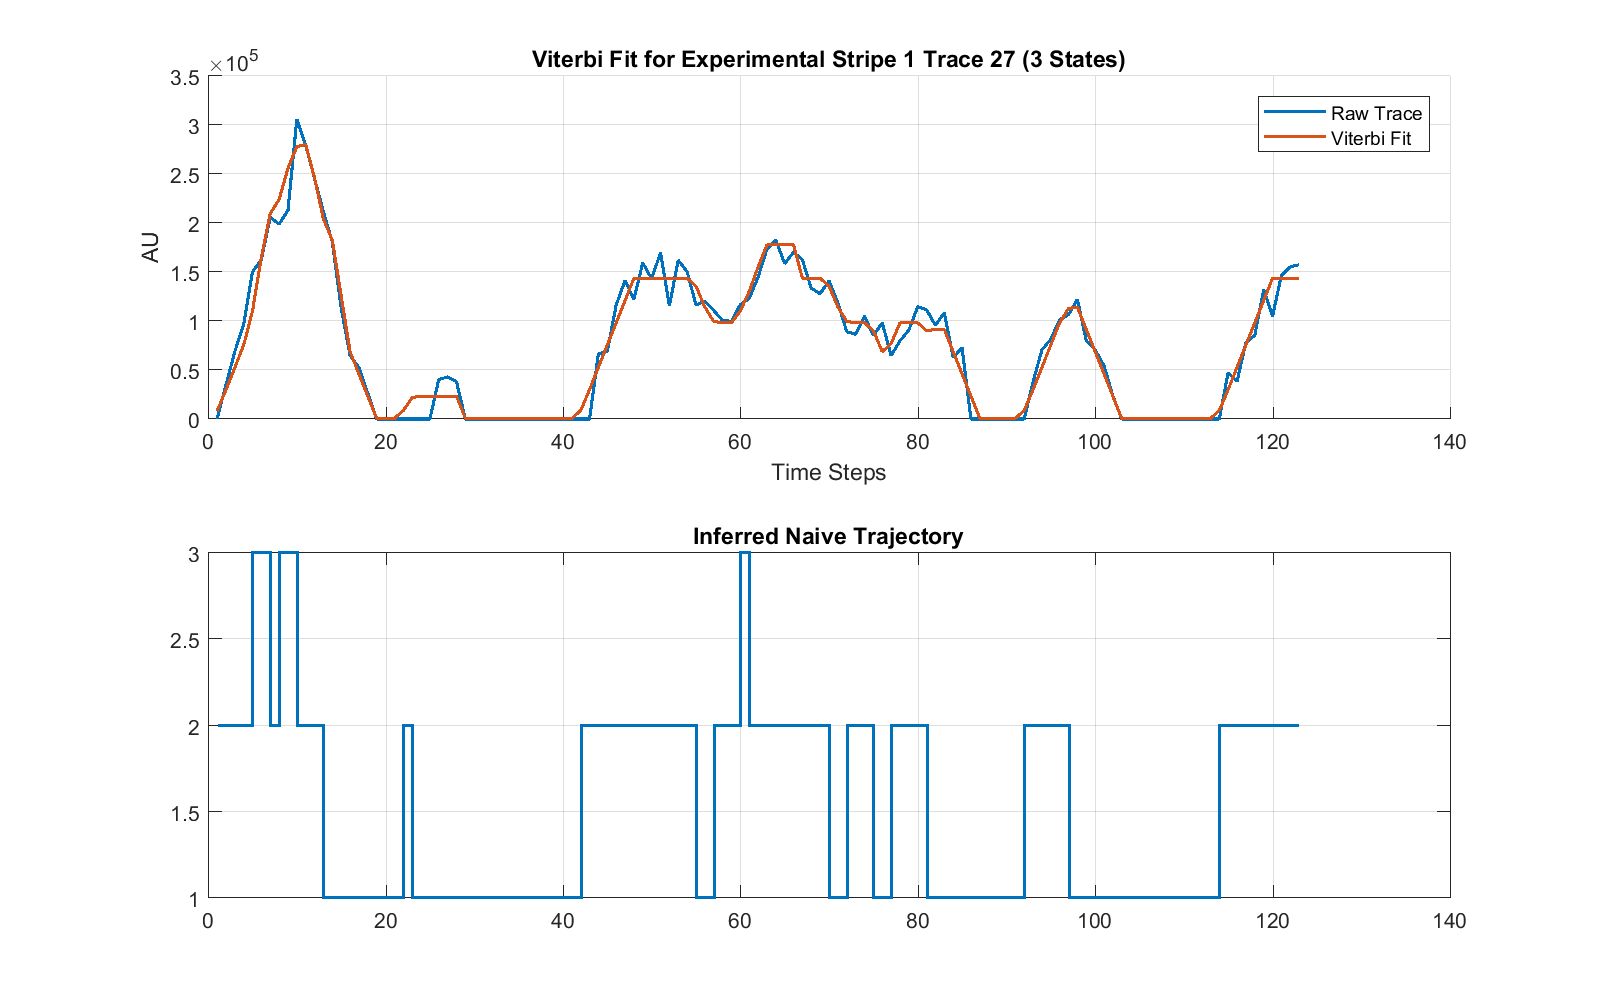 Viterbi Fit for Experimental Stripe 1 Trace 27 (3 States)
×10^5
3.5
3
2.5
2
1.5
1
0.5
0
AU
Raw Trace
Viterbi Fit
0 20 40 60 80 100 120 140
Time Steps
Inferred Naive Trajectory
3
2.5
2
1.5
1
0 20 40 60 80 100 120 140